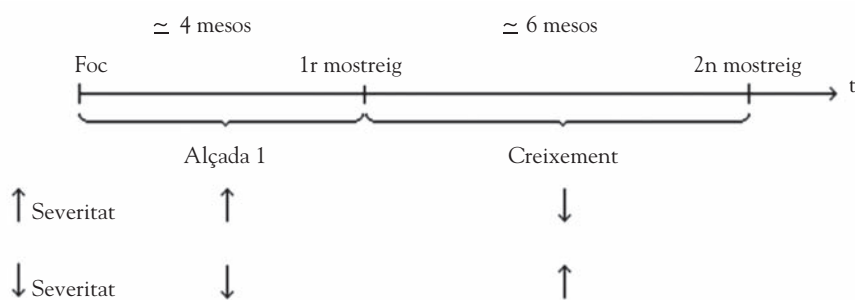 ≃ 4 mesos ≃ 6 mesos
Foc 1r mostreig 2n mostreig
t
Alçada 1 Creixement
↑ Severitat ↑ ↓
↓ Severitat ↓ ↑